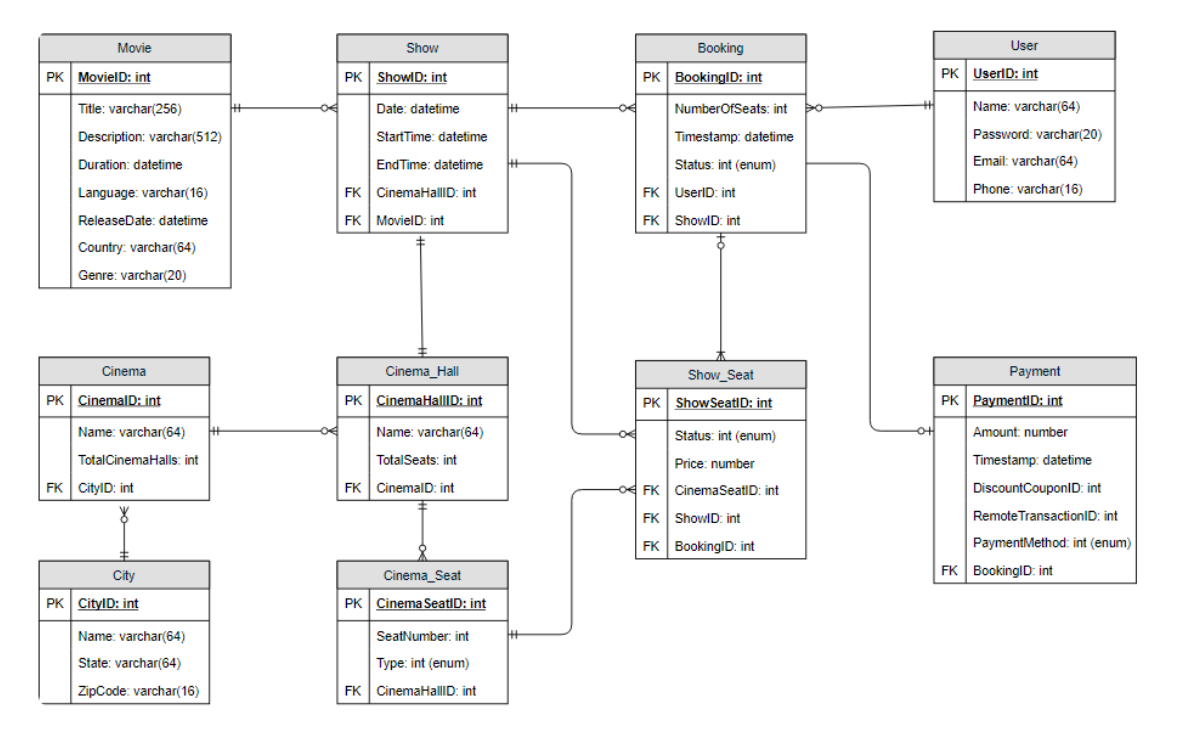 Movie
PK MovieID: int
Title: varchar(256)
Description: varchar(512)
Duration: datetime
Language: varchar(16)
ReleaseDate: datetime
Country: varchar(64)
Genre: varchar(20)
Show
PK ShowID: int
Date: datetime
StartTime: datetime
EndTime: datetime
FK CinemaHallID: int
FK MovieID: int
Booking
PK BookingID: int
NumberOfSeats: int
Timestamp: datetime
Status: int (enum)
FK UserID: int
FK ShowID: int
User
PK UserID: int
Name: varchar(64)
Password: varchar(20)
Email: varchar(64)
Phone: varchar(16)
Cinema
PK CinemaID: int
Name: varchar(64)
TotalCinemaHalls: int
FK CityID: int
Cinema_Hall
PK CinemaHallID: int
Name: varchar(64)
TotalSeats: int
FK CinemaID: int
Show_Seat
PK ShowSeatID: int
Status: int (enum)
Price: number
FK CinemaSeatID: int
FK ShowID: int
FK BookingID: int
Payment
PK PaymentID: int
Amount: number
Timestamp: datetime
DiscountCouponID: int
RemoteTransactionID: int
PaymentMethod: int (enum)
FK BookingID: int
City
PK CityID: int
Name: varchar(64)
State: varchar(64)
ZipCode: varchar(16)
Cinema_Seat
PK CinemaSeatID: int
SeatNumber: int
Type: int (enum)
FK CinemaHallID: int